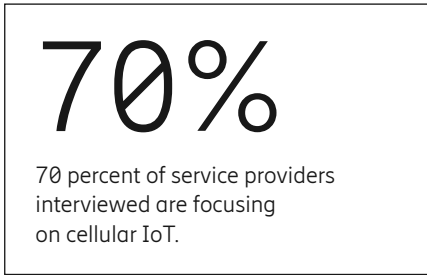 70%
70 percent of service providers
interviewed are focusing
on cellular IoT.